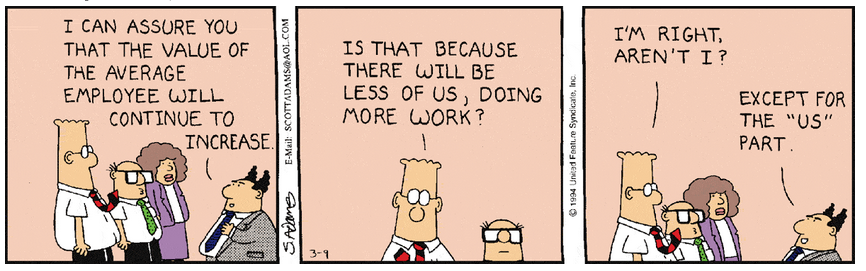 I CAN ASSURE YOU
THAT THE VALUE OF
THE AVERAGE
EMPLOYEE WILL
CONTINUE TO
INCREASE.
E-Mail: SCOTTADAMS@AOL.COM
S.Adams
IS THAT BECAUSE
THERE WILL BE
LESS OF US, DOING
MORE WORK?
3-9
© 1994 United Feature Syndicate, Inc.
I'M RIGHT,
AREN'T I?
EXCEPT FOR
THE "US"
PART.